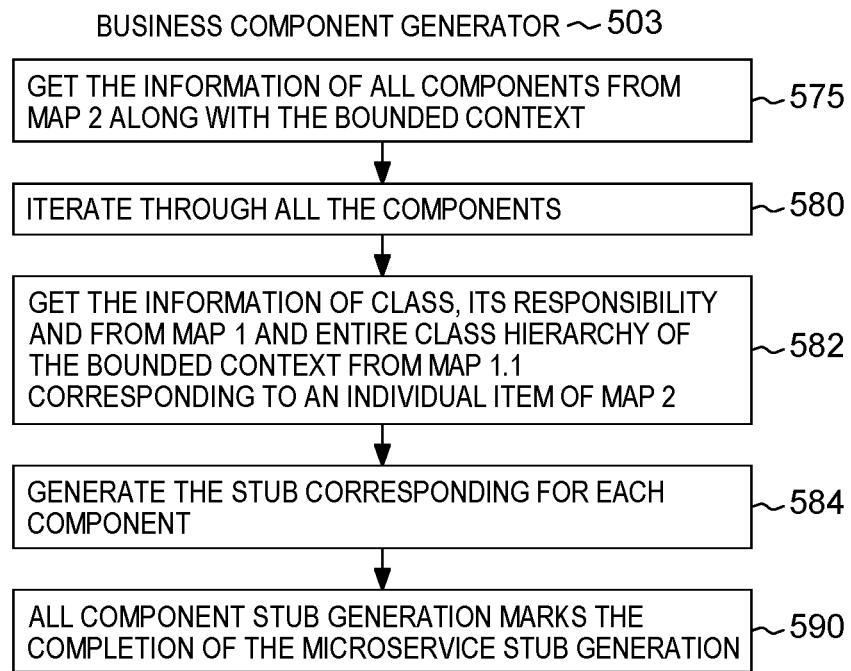 BUSINESS COMPONENT GENERATOR 503
GET THE INFORMATION OF ALL COMPONENTS FROM
MAP 2 ALONG WITH THE BOUNDED CONTEXT
575
ITERATE THROUGH ALL THE COMPONENTS
580
GET THE INFORMATION OF CLASS, ITS RESPONSIBILITY
AND FROM MAP 1 AND ENTIRE CLASS HIERARCHY OF
THE BOUNDED CONTEXT FROM MAP 1.1
CORRESPONDING TO AN INDIVIDUAL ITEM OF MAP 2
582
GENERATE THE STUB CORRESPONDING FOR EACH
COMPONENT
584
ALL COMPONENT STUB GENERATION MARKS THE
COMPLETION OF THE MICROSERVICE STUB GENERATION
590